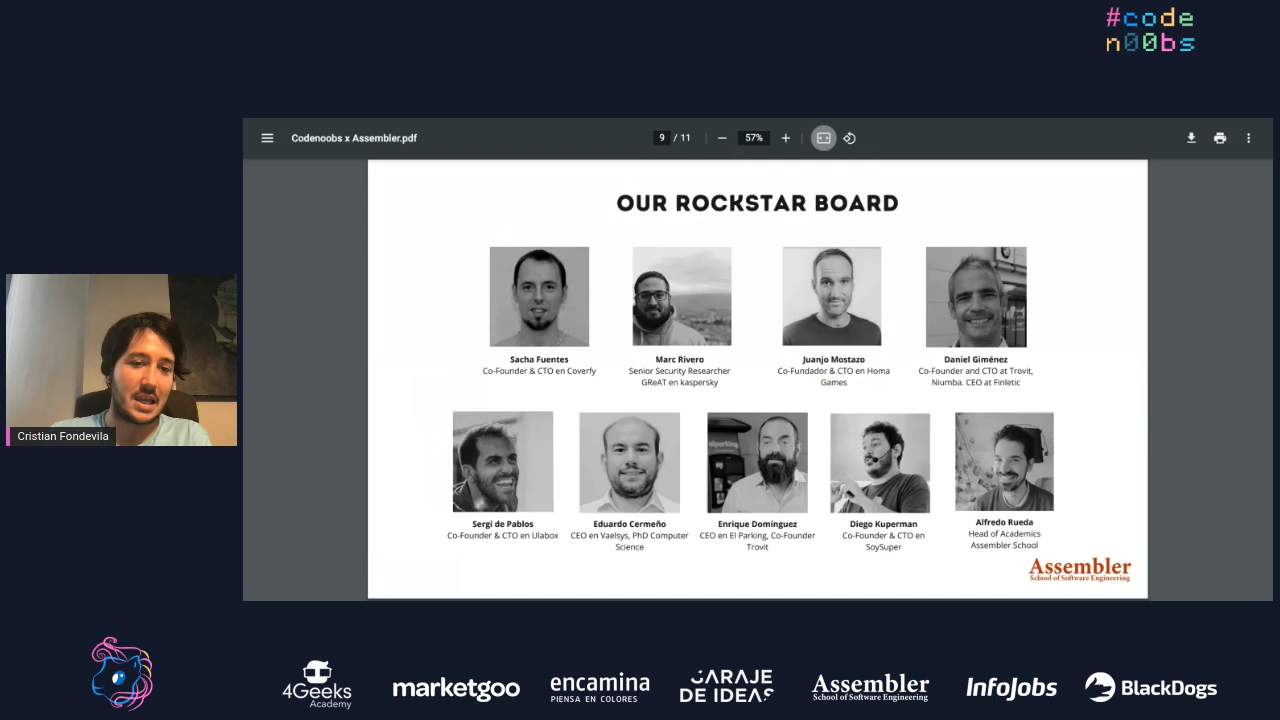 #code
n00bs
Codenoobs x Assembler.pdf
9 / 11
57%
OUR ROCKSTAR BOARD
Sacha Fuentes
Co-Founder & CTO en Coverfy
Marc Rivero
Senior Security Researcher
GReAT en kaspersky
Juanjo Mostazo
Co-Fundador & CTO en Homa
Games
Daniel Giménez
Co-Founder and CTO at Trovit,
Niumba. CEO at Finletic
Cristian Fondevila
Sergi de Pablos
Co-Founder & CTO en Ulabox
Eduardo Cermeño
CEO en Vaelsys, PhD Computer
Science
Enrique Domínguez
CEO en El Parking, Co-Founder
Trovit
Diego Kuperman
Co-Founder & CTO en
SoySuper
Alfredo Rueda
Head of Academics
Assembler School
Assembler
School of Software Engineering
4Geeks
Academy
marketgoo
encamina
PIENSA EN COLORES
GARAJE
DE IDEAS
Assembler
School of Software Engineering
InfoJobs
BlackDogs